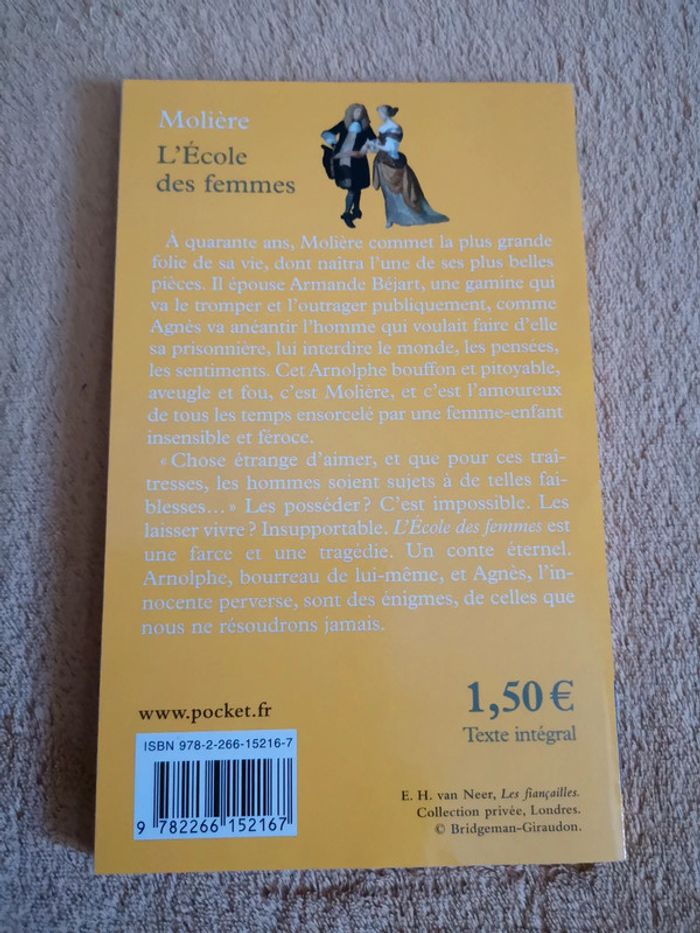 Molière
L'École
des femmes
À quarante ans, Molière commet la plus grande
folie de sa vie, dont naîtra l'une de ses plus belles
pièces. Il épouse Armande Béjart, une gamine qui
va le tromper et l'outrager publiquement, comme
Agnès va anéantir l'homme qui voulait faire d'elle
sa prisonnière, lui interdire le monde, les pensées,
les sentiments. Cet Arnolphe bouffon et pitoyable,
aveugle et fou, c'est Molière, et c'est l'amoureux
de tous les temps ensorcelé par une femme-enfant
insensible et féroce.
« Chose étrange d'aimer, et que pour ces traî-
tresses, les hommes soient sujets à de telles fai-
blesses... » Les posséder ? C'est impossible. Les
laisser vivre ? Insupportable. L'École des femmes est
une farce et une tragédie. Un conte éternel.
Arnolphe, bourreau de lui-même, et Agnès, l'in-
nocente perverse, sont des énigmes, de celles que
nous ne résoudrons jamais.
www.pocket.fr
1,50 €
Texte intégral
ISBN 978-2-266-15216-7
9 782266 152167
E. H. van Neer, Les fiançailles.
Collection privée, Londres.
© Bridgeman-Giraudon.